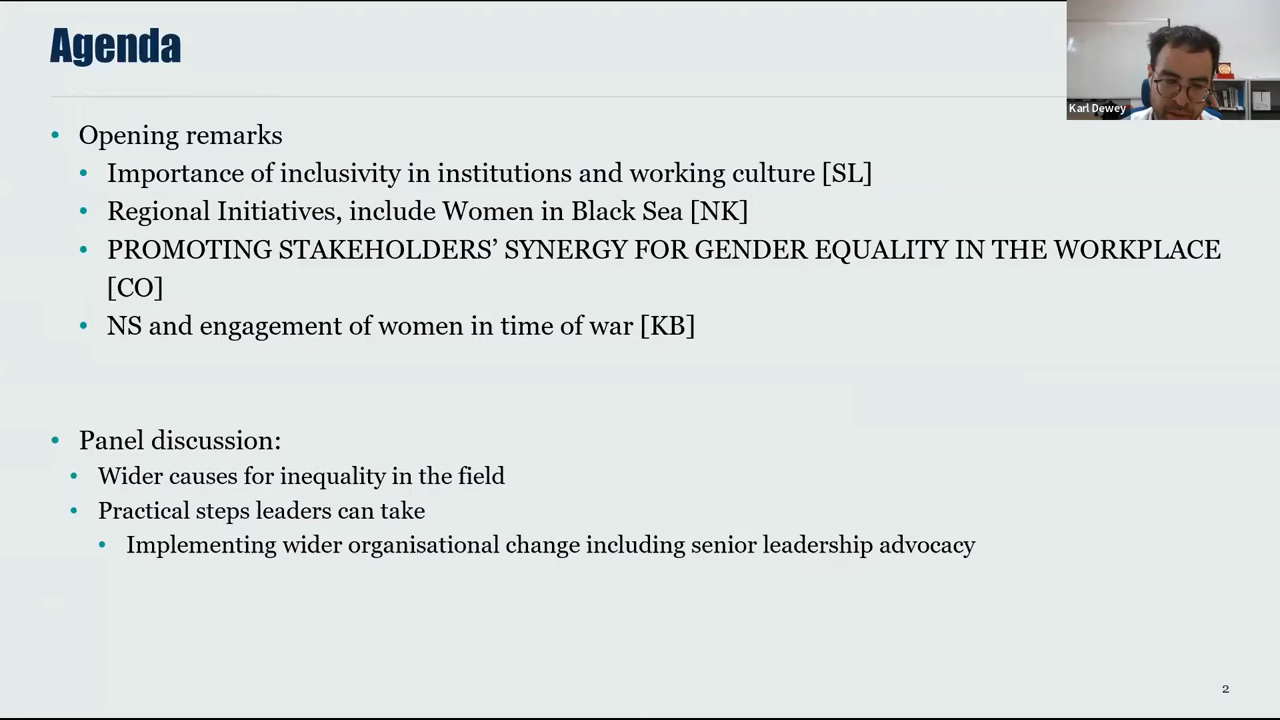 Agenda
Karl Dewey
• Opening remarks
• Importance of inclusivity in institutions and working culture [SL]
• Regional Initiatives, include Women in Black Sea [NK]
• PROMOTING STAKEHOLDERS’ SYNERGY FOR GENDER EQUALITY IN THE WORKPLACE
[CO]
• NS and engagement of women in time of war [KB]
• Panel discussion:
• Wider causes for inequality in the field
• Practical steps leaders can take
• Implementing wider organisational change including senior leadership advocacy
2